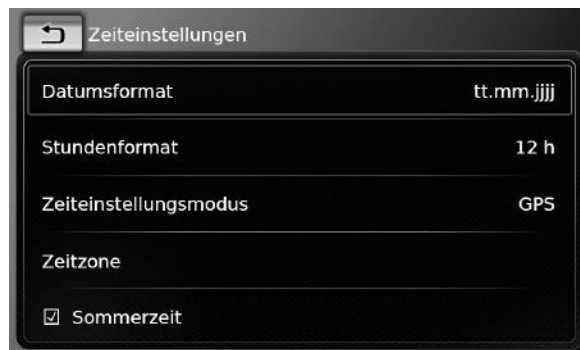 Zeiteinstellungen
Datumsformat tt.mm.jjjj
Stundenformat 12 h
Zeiteinstellungsmodus GPS
Zeitzone
Sommerzeit